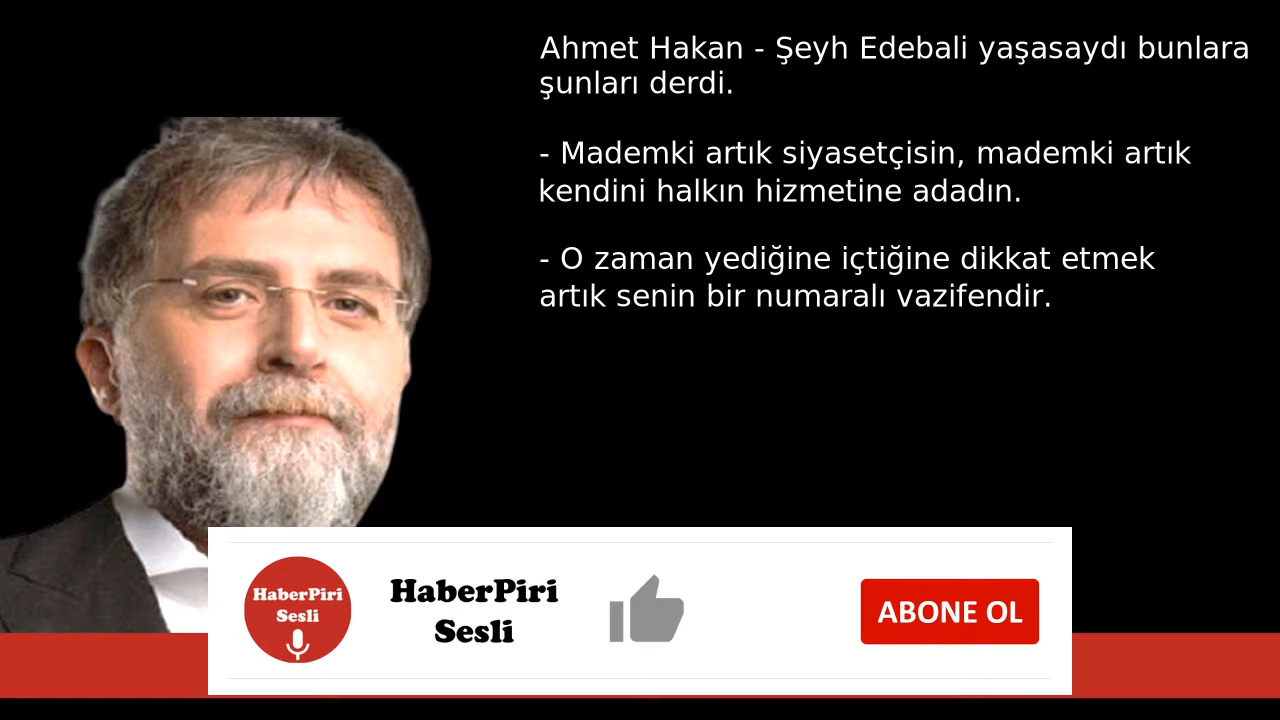 Ahmet Hakan - Şeyh Edebali yaşasaydı bunlara
şunları derdi.
- Mademki artık siyasetçisin, mademki artık
kendini halkın hizmetine adadın.
- O zaman yediğine içtiğine dikkat etmek
artık senin bir numaralı vazifendir.
HaberPiri
Sesli
HaberPiri
Sesli
ABONE OL